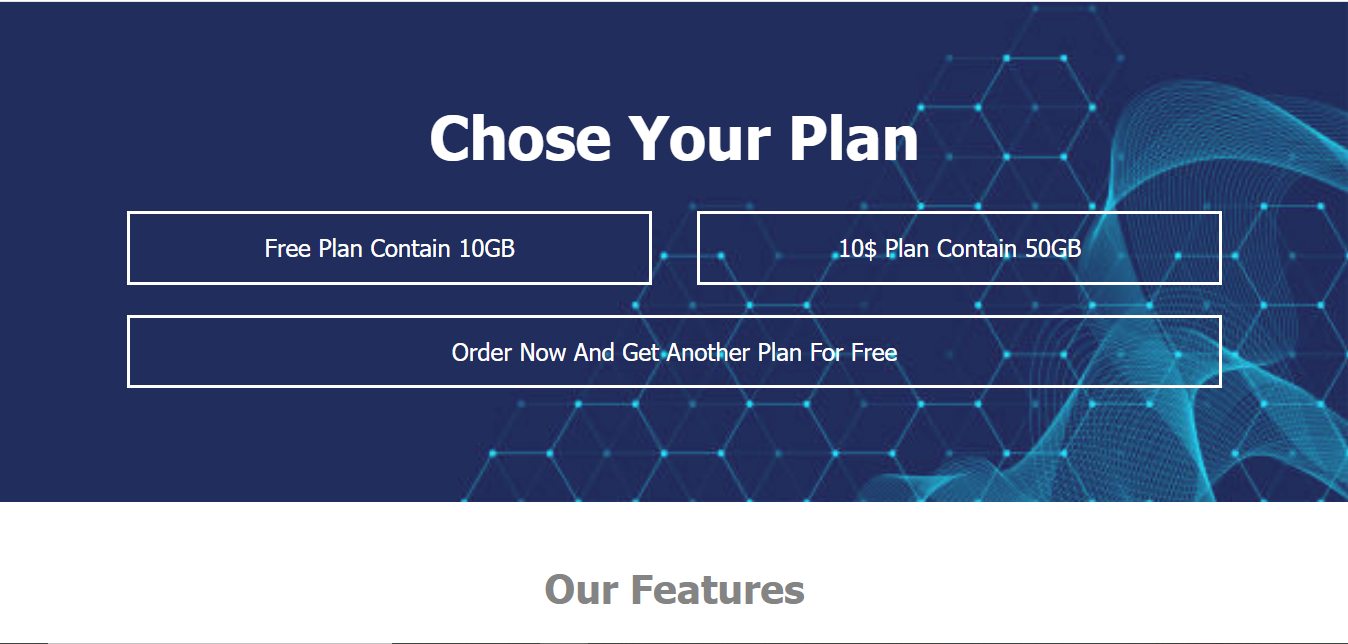 Chose Your Plan
Free Plan Contain 10GB
10$ Plan Contain 50GB
Order Now And Get Another Plan For Free
Our Features